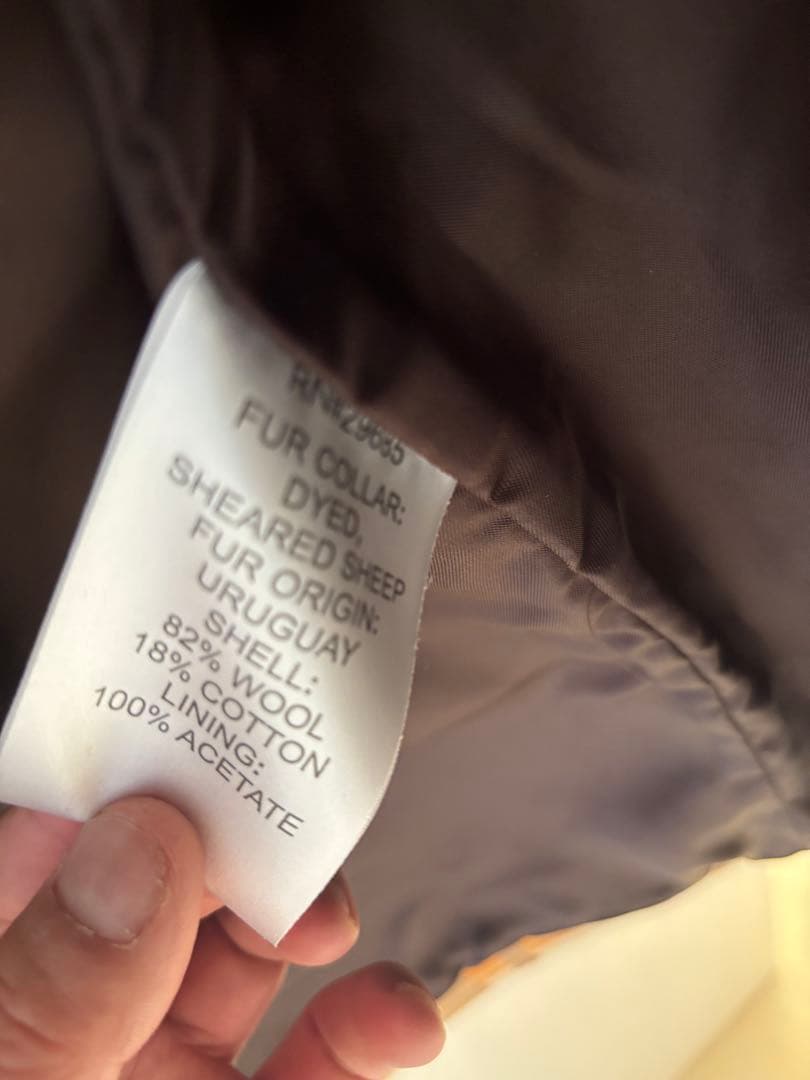 FUR COLLAR:
DYED,
SHEARED SHEEP
FUR ORIGIN:
URUGUAY
SHELL:
82% WOOL
18% COTTON
LINING:
100% ACETATE